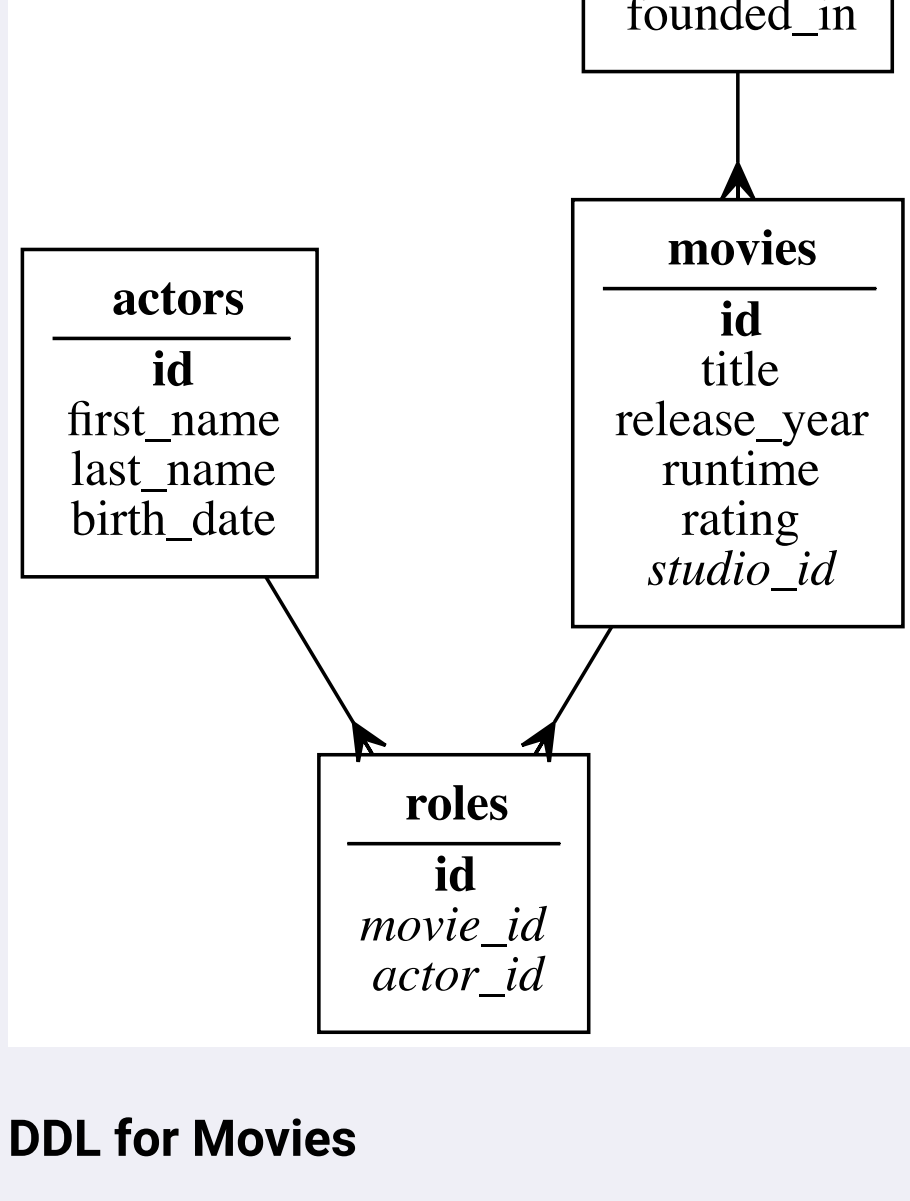 founded_in
movies
id
title
release_year
runtime
rating
studio_id
actors
id
first_name
last_name
birth_date
roles
id
movie_id
actor_id
DDL for Movies